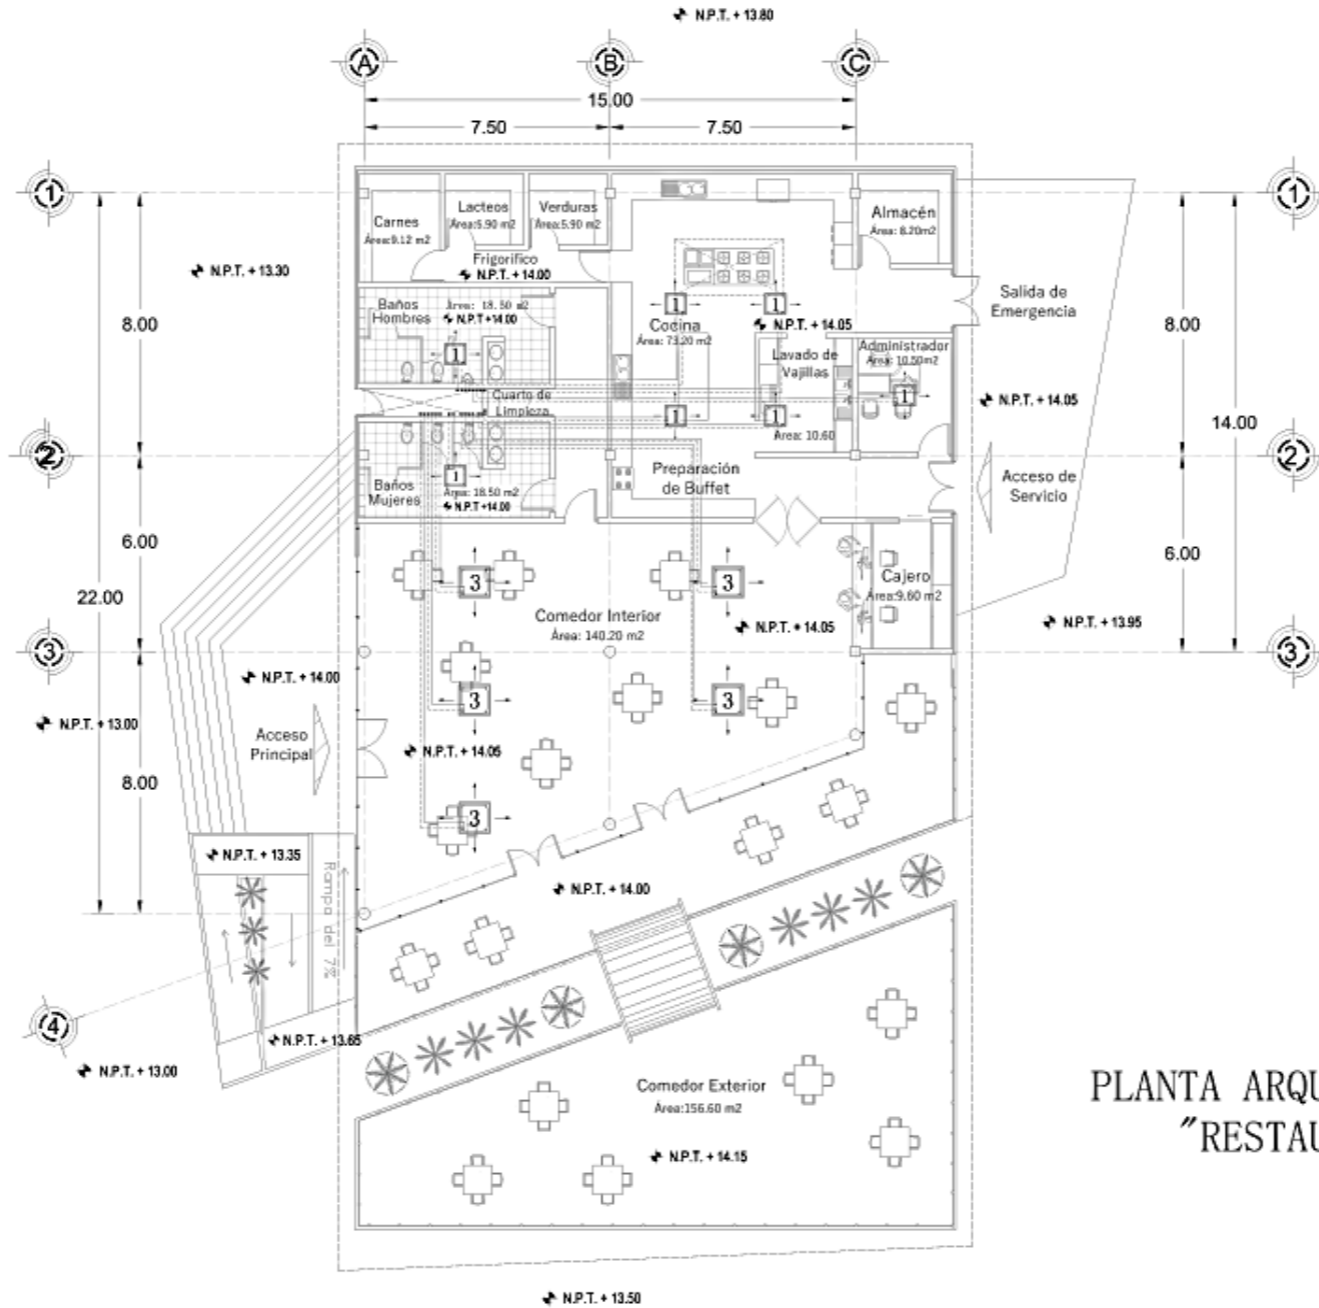 N.P.T. + 13.80
A
B
C
15.00
7.50
7.50
1
1
Carnes
Área:9.12 m2
Lacteos
Área:5.90 m2
Verduras
Área:5.90 m2
Almacén
Área: 8.20m2
Frigorifico
N.P.T. + 14.00
N.P.T. + 13.30
Salida de
Emergencia
Baños
Hombres
Área: 18.50 m2
N.P.T +14.00
1
1
1
Cocina
Área: 73.20 m2
N.P.T. + 14.05
8.00
8.00
Lavado de
Vajillas
Administrador
Área: 10.50m2
1
N.P.T. + 14.05
Cuarto de
Limpieza
1
1
Área: 10.60
14.00
2
2
Baños
Mujeres
1
Área: 18.50 m2
N.P.T +14.00
Preparación
de Buffet
Acceso de
Servicio
6.00
6.00
22.00
3
3
Cajero
Área:9.60 m2
Comedor Interior
Área: 140.20 m2
N.P.T. + 14.05
N.P.T. + 13.95
3
3
N.P.T. + 14.00
3
3
N.P.T. + 13.00
Acceso
Principal
N.P.T. + 14.05
8.00
3
N.P.T. + 13.35
Rampa del 7%
N.P.T. + 14.00
4
N.P.T. + 13.65
N.P.T. + 13.00
Comedor Exterior
Área:156.60 m2
N.P.T. + 14.15
PLANTA ARQU
"RESTAU
N.P.T. + 13.50